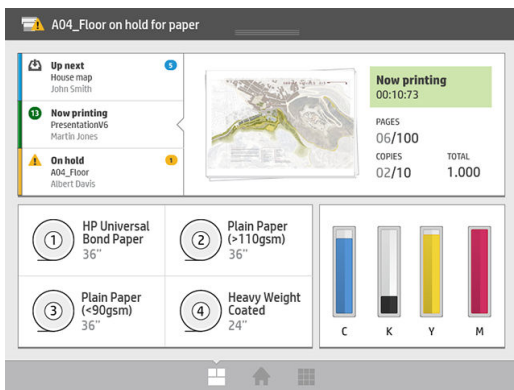 A04_Floor on hold for paper
Up next 5
House map
John Smith
13 Now printing
PresentationV6
Martin Jones
On hold 1
A04_Floor
Albert Davis
Now printing
00:10:73
PAGES
06/100
COPIES TOTAL
02/10 1.000
1 HP Universal
Bond Paper
36"
2 Plain Paper
(>110gsm)
36"
3 Plain Paper
(<90gsm)
36"
4 Heavy Weight
Coated
24"
C K Y M